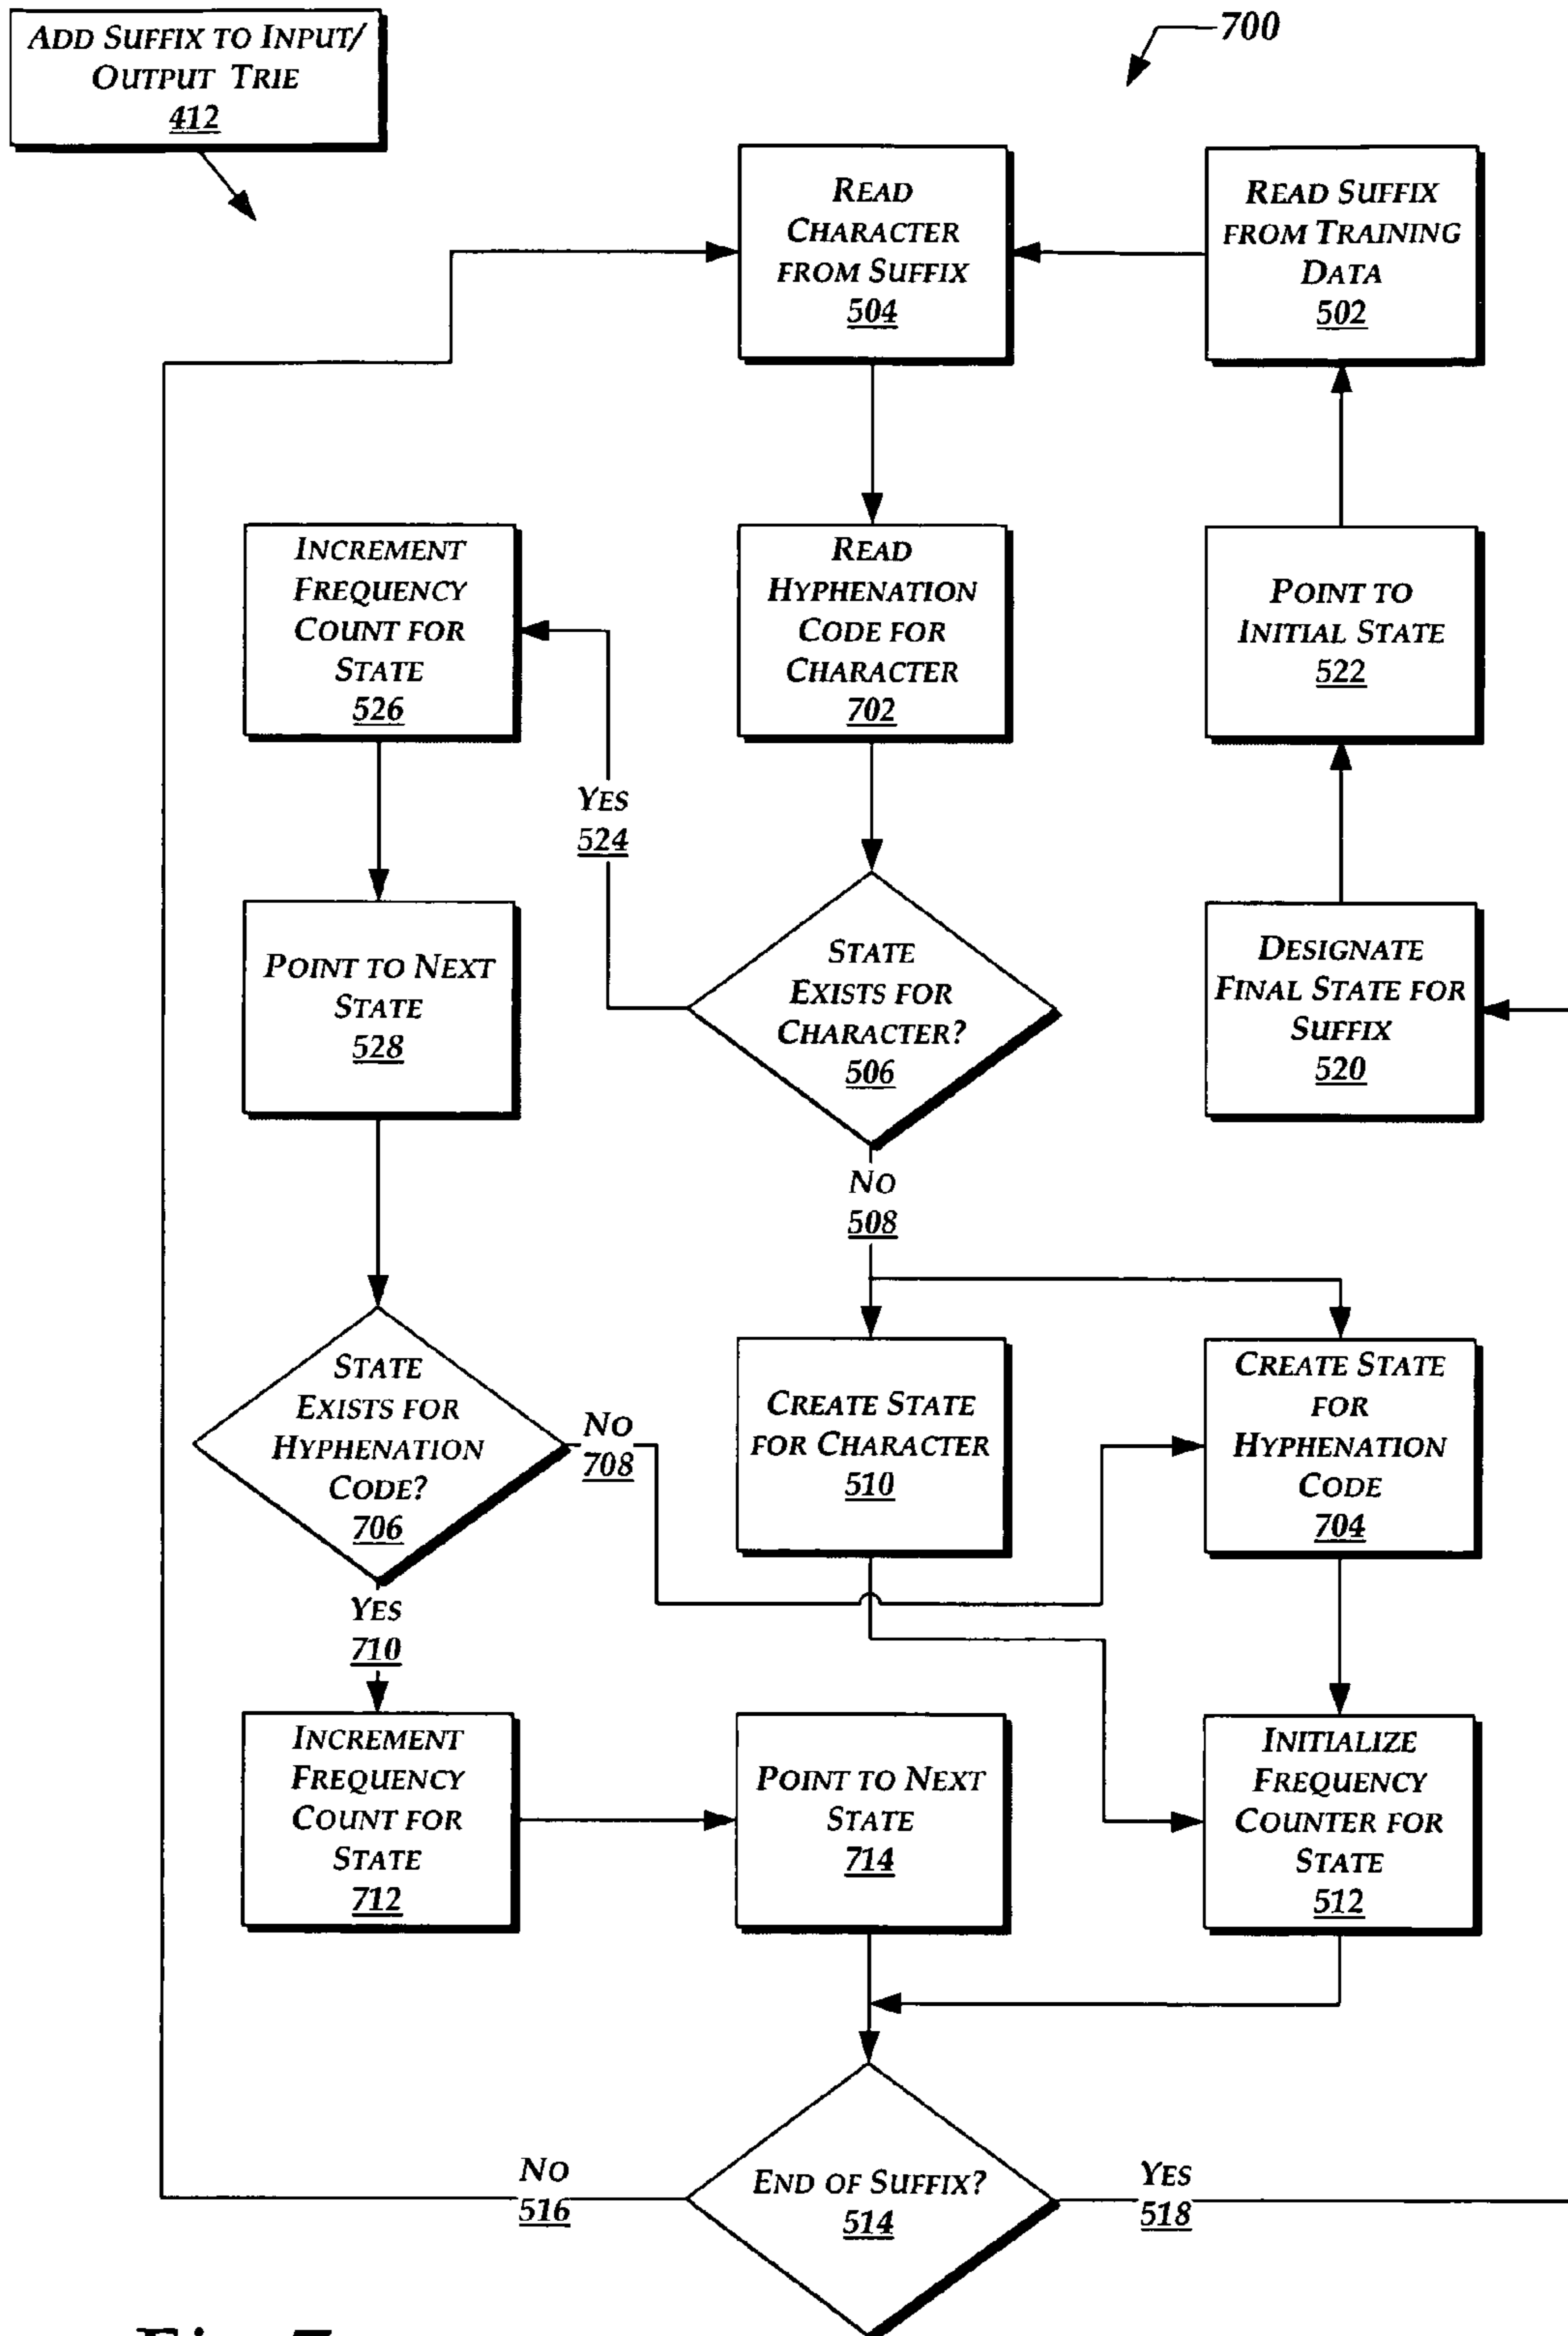 ADD SUFFIX TO INPUT/
OUTPUT TRIE
412
700
READ
CHARACTER
FROM SUFFIX
504
READ SUFFIX
FROM TRAINING
DATA
502
INCREMENT
FREQUENCY
COUNT FOR
STATE
526
READ
HYPHENATION
CODE FOR
CHARACTER
702
POINT TO
INITIAL STATE
522
YES
524
POINT TO NEXT
STATE
528
STATE
EXISTS FOR
CHARACTER?
506
DESIGNATE
FINAL STATE FOR
SUFFIX
520
NO
508
STATE
EXISTS FOR
HYPHENATION
CODE?
706
NO
708
CREATE STATE
FOR CHARACTER
510
CREATE STATE
FOR
HYPHENATION
CODE
704
YES
710
INCREMENT
FREQUENCY
COUNT FOR
STATE
712
POINT TO NEXT
STATE
714
INITIALIZE
FREQUENCY
COUNTER FOR
STATE
512
NO
516
END OF SUFFIX?
514
YES
518